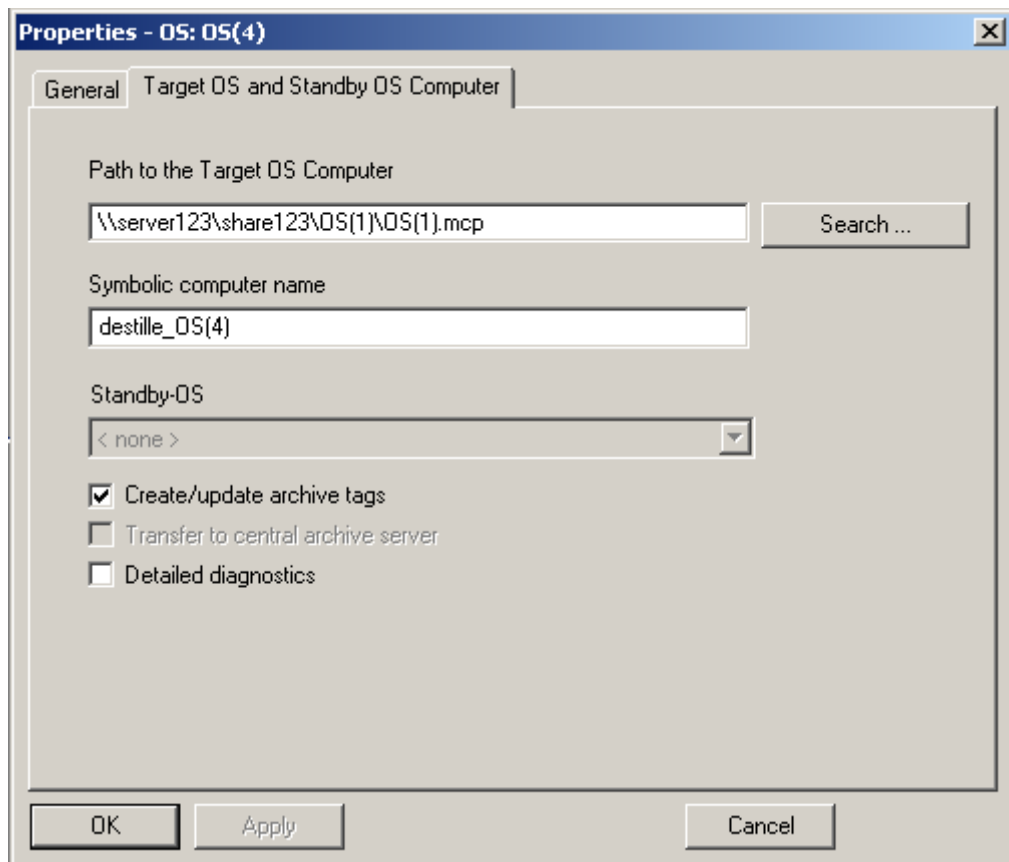 Properties - OS: OS(4)
General
Target OS and Standby OS Computer
Path to the Target OS Computer
\\server123\share123\OS(1)\OS(1).mcp
Search ...
Symbolic computer name
destille_OS(4)
Standby-OS
< none >
Create/update archive tags
Transfer to central archive server
Detailed diagnostics
OK
Apply
Cancel